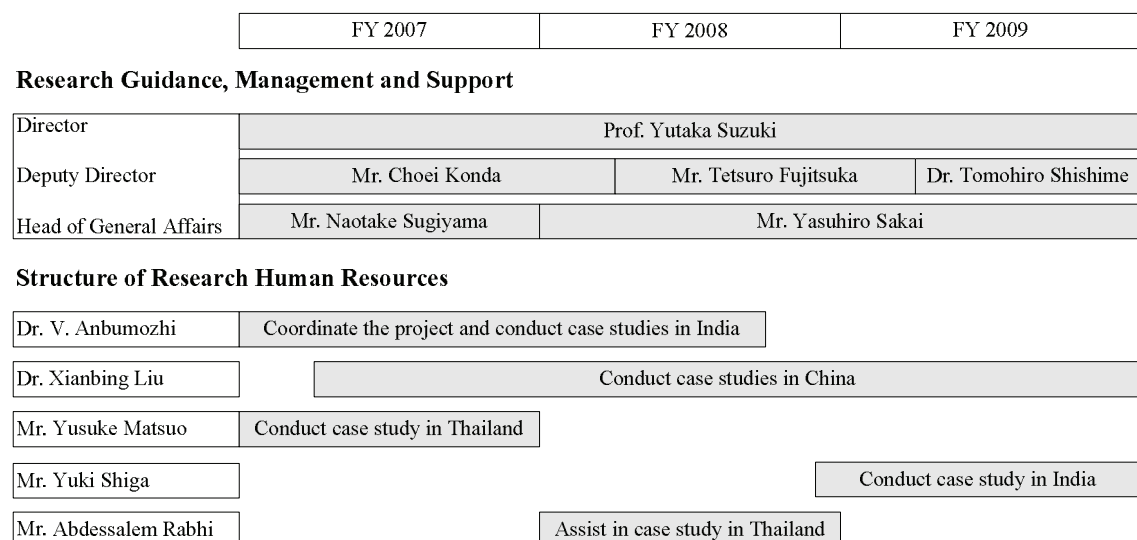 FY 2007 FY 2008 FY 2009
Research Guidance, Management and Support
Director Prof. Yutaka Suzuki
Deputy Director Mr. Choei Konda Mr. Tetsuro Fujitsuka Dr. Tomohiro Shishime
Head of General Affairs Mr. Naotake Sugiyama Mr. Yasuhiro Sakai
Structure of Research Human Resources
Dr. V. Anbumozhi Coordinate the project and conduct case studies in India
Dr. Xianbing Liu Conduct case studies in China
Mr. Yusuke Matsuo Conduct case study in Thailand
Mr. Yuki Shiga Conduct case study in India
Mr. Abdessalem Rabhi Assist in case study in Thailand